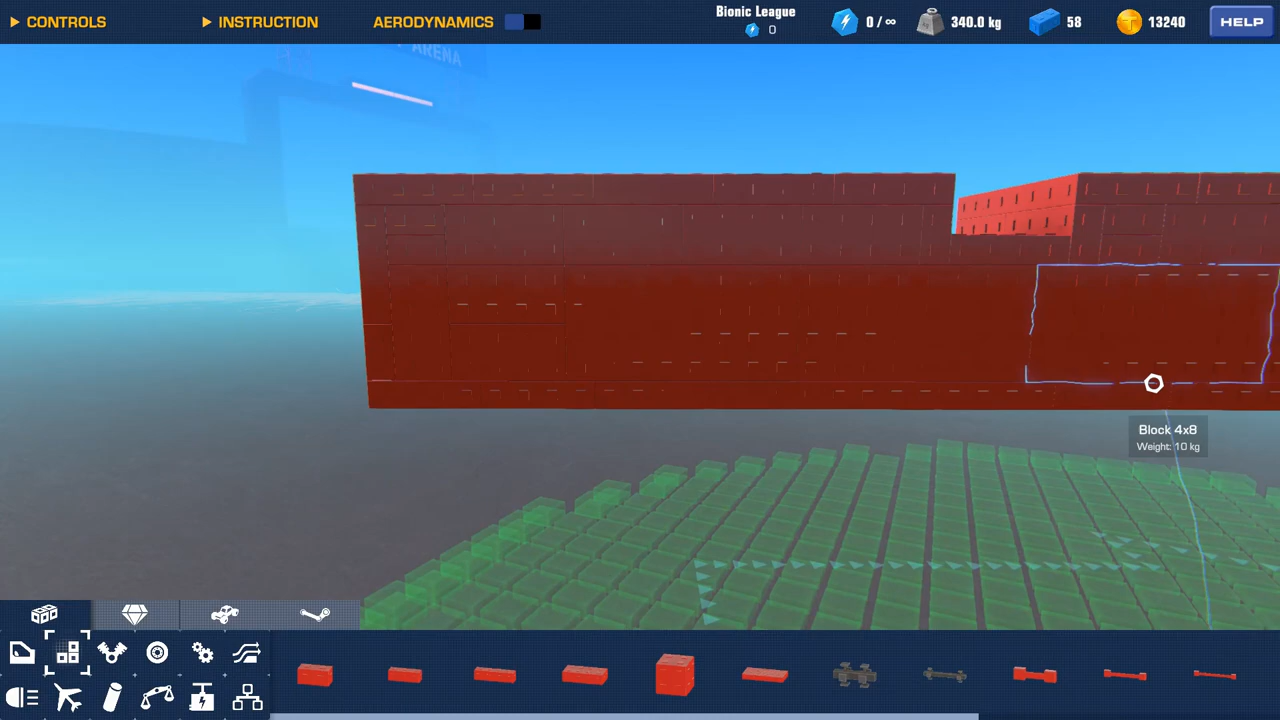 CONTROLS
INSTRUCTION
AERODYNAMICS
Bionic League
0
0 / ∞
340.0 kg
58
13240
HELP
ARENA
Block 4x8
Weight: 10 kg